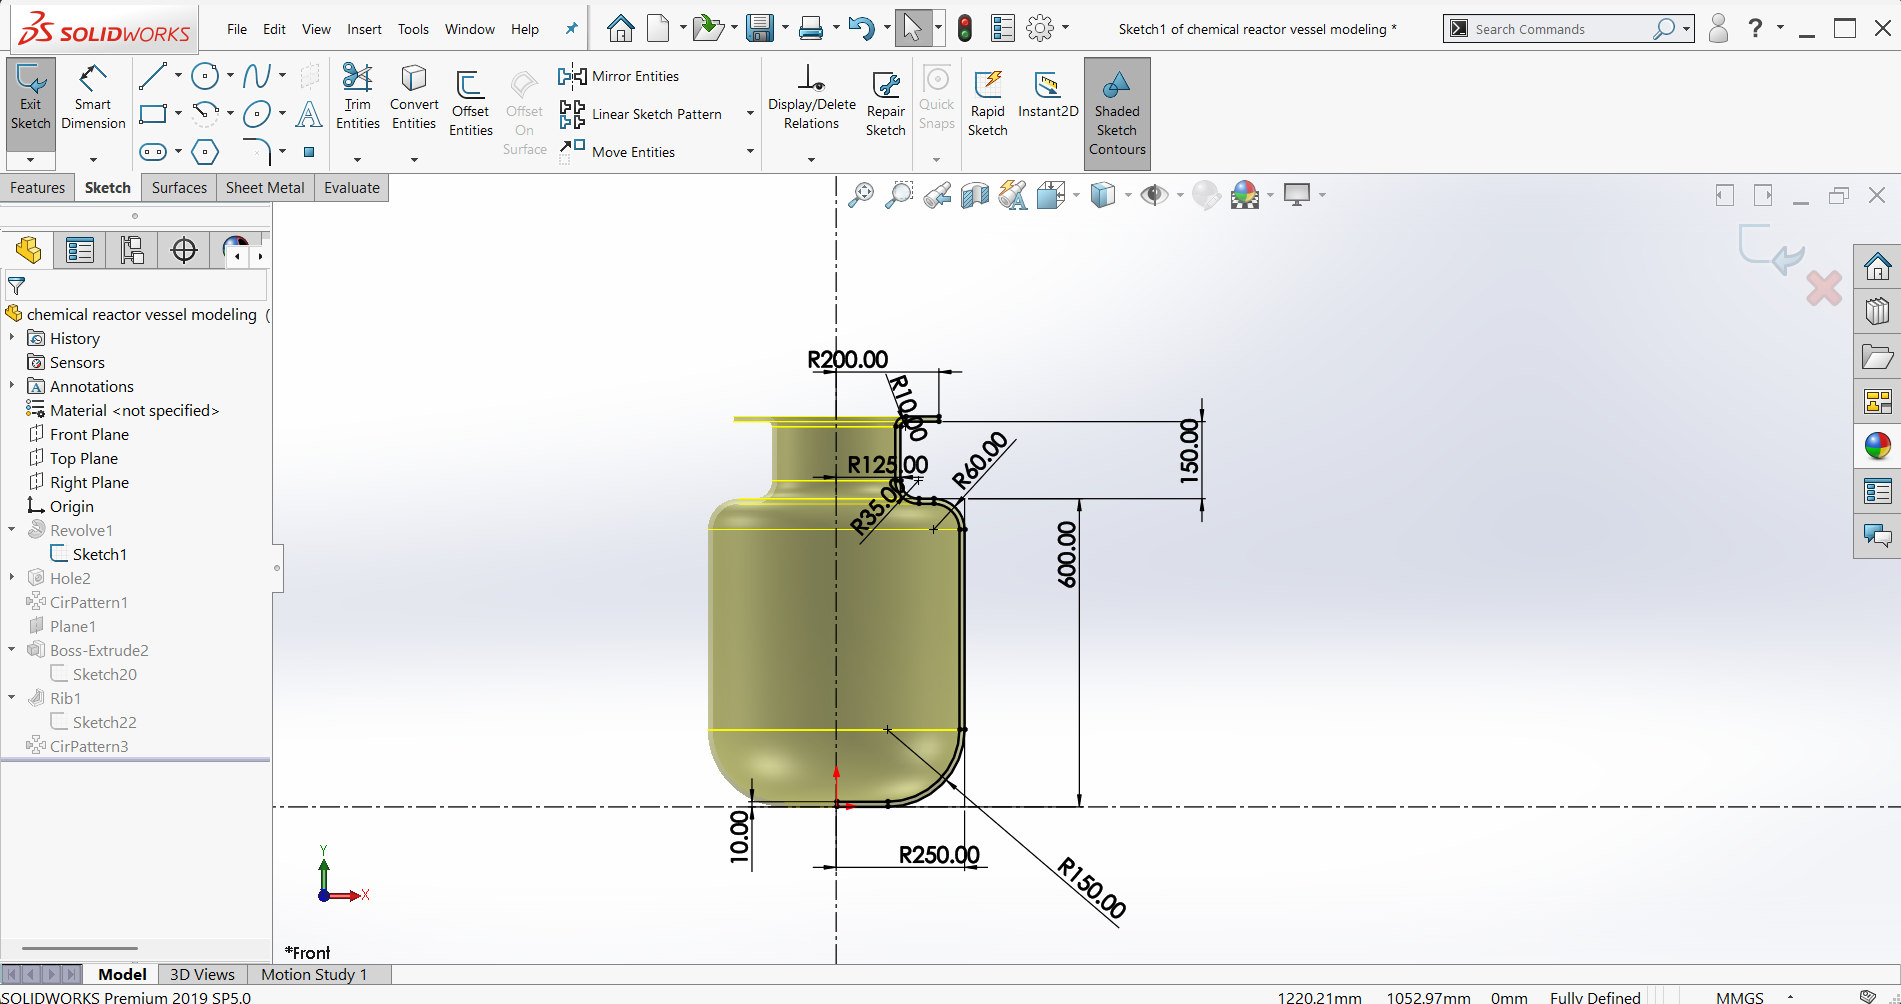 SOLIDWORKS
File Edit View Insert Tools Window Help
Sketch1 of chemical reactor vessel modeling *
Search Commands
?
Exit Sketch
Smart Dimension
Trim Entities
Convert Entities
Offset Entities
Offset On Surface
Mirror Entities
Linear Sketch Pattern
Move Entities
Display/Delete Relations
Repair Sketch
Quick Snaps
Rapid Sketch
Instant2D
Shaded Sketch Contours
Features Sketch Surfaces Sheet Metal Evaluate
chemical reactor vessel modeling (
History
Sensors
Annotations
Material <not specified>
Front Plane
Top Plane
Right Plane
Origin
Revolve1
Sketch1
Hole2
CirPattern1
Plane1
Boss-Extrude2
Sketch20
Rib1
Sketch22
CirPattern3
R200.00
R10.00
R125.00
R60.00
R35.00
150.00
600.00
10.00
R250.00
R150.00
Y
X
*Front
Model 3D Views Motion Study 1
SOLIDWORKS Premium 2019 SP5.0
1220.21mm 1052.97mm 0mm Fully Defined MMGS